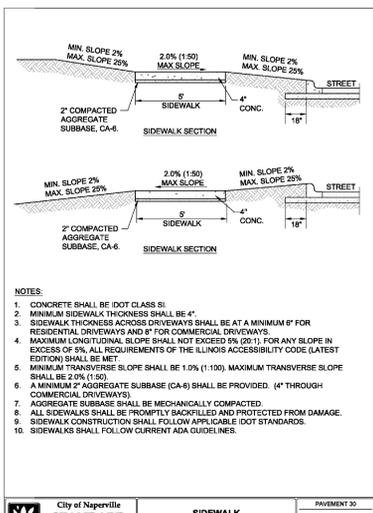 MIN. SLOPE 2%
MAX. SLOPE 25%
2.0% (1:50)
MAX SLOPE
MIN. SLOPE 2%
MAX. SLOPE 25%
STREET
5'
SIDEWALK
4"
CONC.
18"
2" COMPACTED
AGGREGATE
SUBBASE, CA-6.
SIDEWALK SECTION
MIN. SLOPE 2%
MAX. SLOPE 25%
2.0% (1:50)
MAX SLOPE
MIN. SLOPE 2%
MAX. SLOPE 25%
STREET
5'
SIDEWALK
4"
CONC.
18"
2" COMPACTED
AGGREGATE
SUBBASE, CA-6.
SIDEWALK SECTION
NOTES:
1. CONCRETE SHALL BE IDOT CLASS SI.
2. MINIMUM SIDEWALK THICKNESS SHALL BE 4".
3. SIDEWALK THICKNESS ACROSS DRIVEWAYS SHALL BE AT A MINIMUM 6" FOR
RESIDENTIAL DRIVEWAYS AND 8" FOR COMMERCIAL DRIVEWAYS.
4. MAXIMUM LONGITUDINAL SLOPE SHALL NOT EXCEED 5% (20:1). FOR ANY SLOPE IN
EXCESS OF 5%, ALL REQUIREMENTS OF THE ILLINOIS ACCESSIBILITY CODE (LATEST
EDITION) SHALL BE MET.
5. MINIMUM TRANSVERSE SLOPE SHALL BE 1.0% (1:100). MAXIMUM TRANSVERSE SLOPE
SHALL BE 2.0% (1:50).
6. A MINIMUM 2" AGGREGATE SUBBASE (CA-6) SHALL BE PROVIDED. (4" THROUGH
COMMERCIAL DRIVEWAYS).
7. AGGREGATE SUBBASE SHALL BE MECHANICALLY COMPACTED.
8. ALL SIDEWALKS SHALL BE PROMPTLY BACKFILLED AND PROTECTED FROM DAMAGE.
9. SIDEWALK CONSTRUCTION SHALL FOLLOW APPLICABLE IDOT STANDARDS.
10. SIDEWALKS SHALL FOLLOW CURRENT ADA GUIDELINES.
City of Naperville
SIDEWALK
PAVEMENT 30